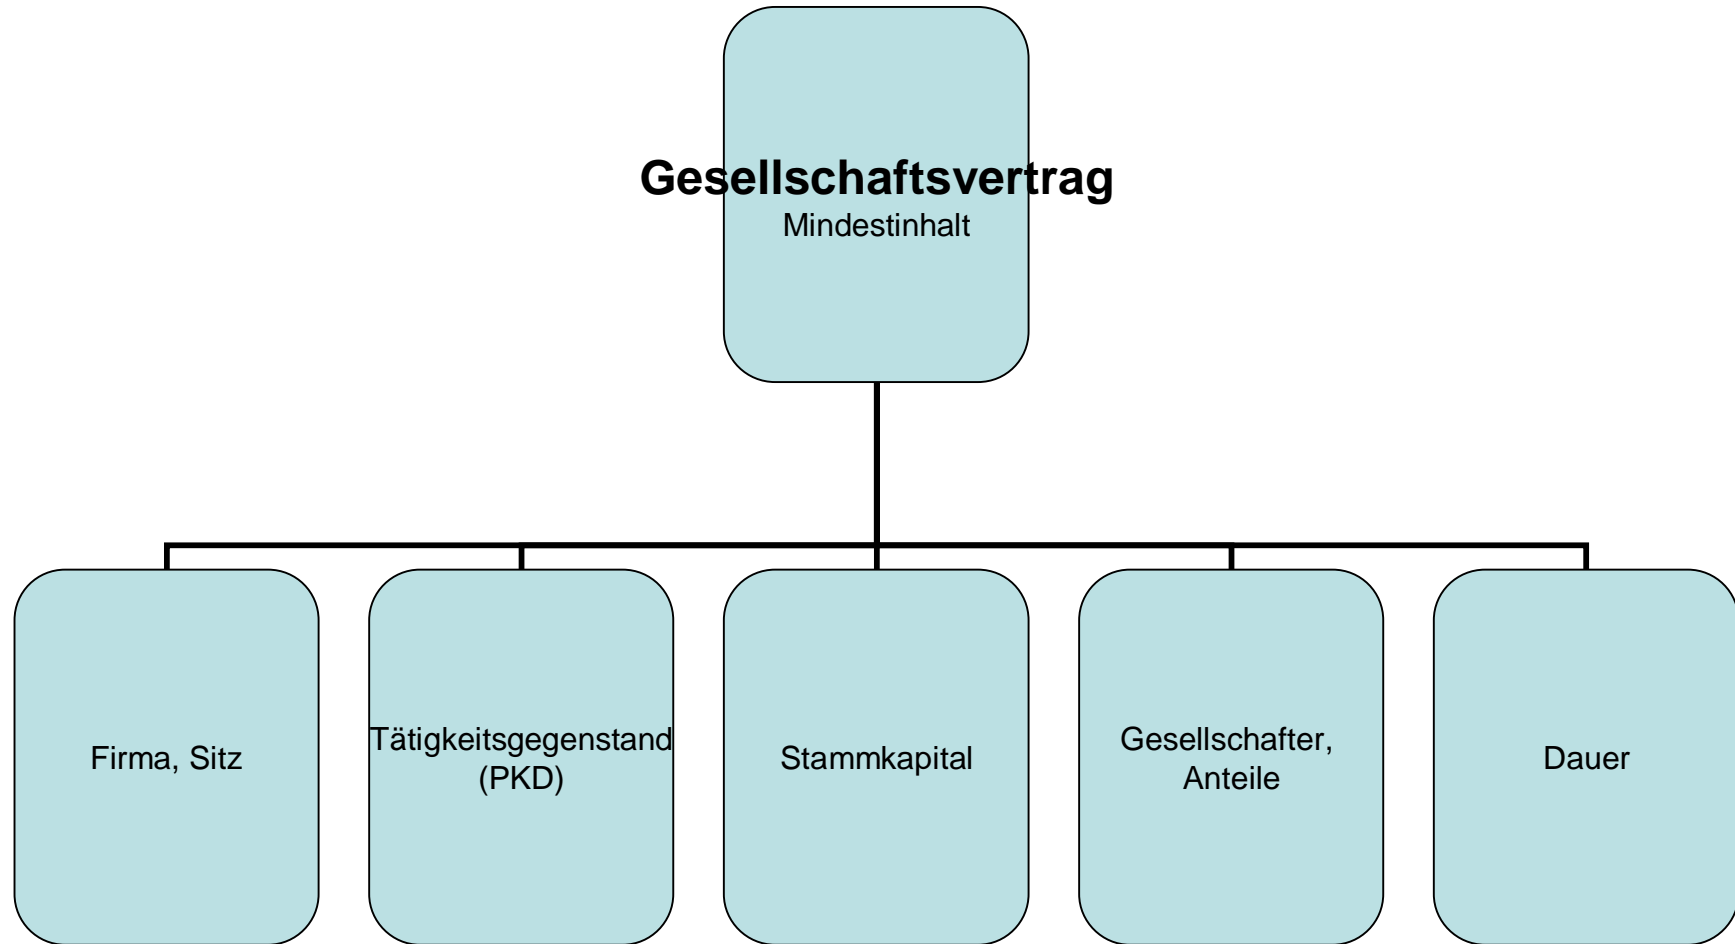 Gesellschaftsvertrag
Mindestinhalt
Firma, Sitz
Tätigkeitsgegenstand
(PKD)
Stammkapital
Gesellschafter,
Anteile
Dauer